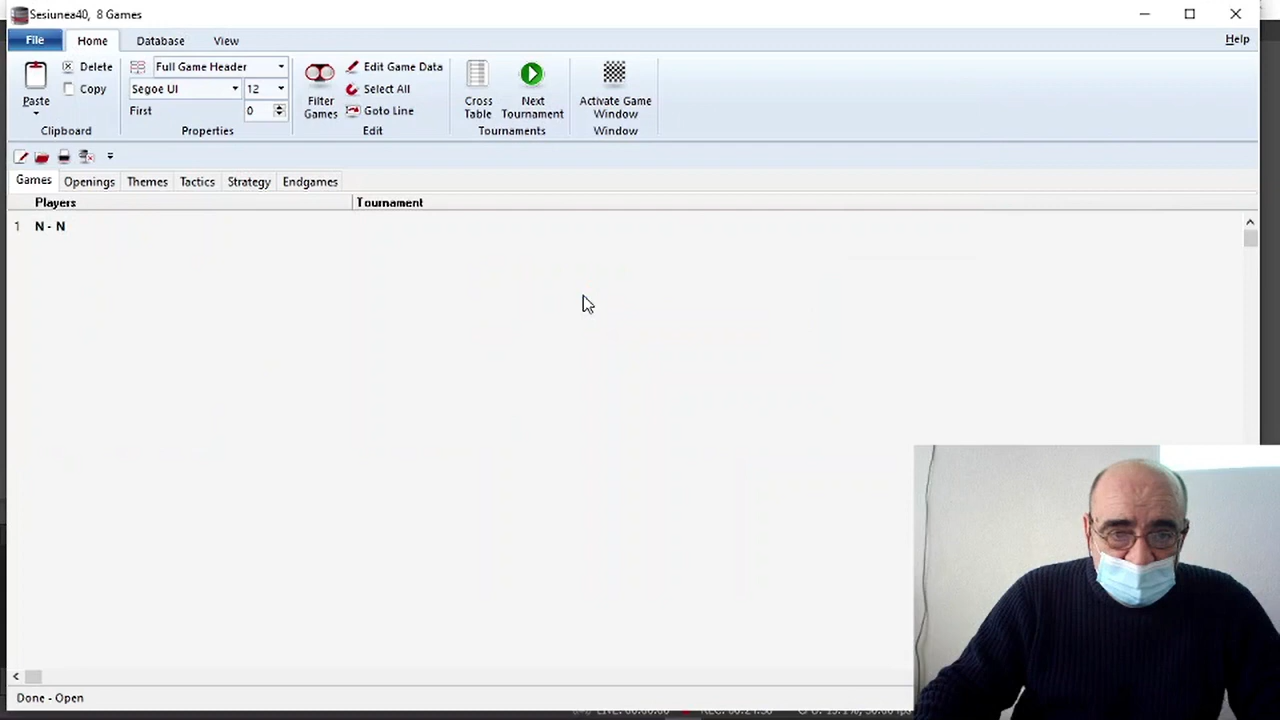 Sesiunea40, 8 Games
File Home Database View Help
Paste
Delete
Copy
Clipboard
Full Game Header
Segoe UI 12
First 0
Properties
Filter Games
Edit Game Data
Select All
Goto Line
Edit
Cross Table
Next Tournament
Tournaments
Activate Game Window
Window
Games Openings Themes Tactics Strategy Endgames
Players Tournament
1 N - N
Done - Open